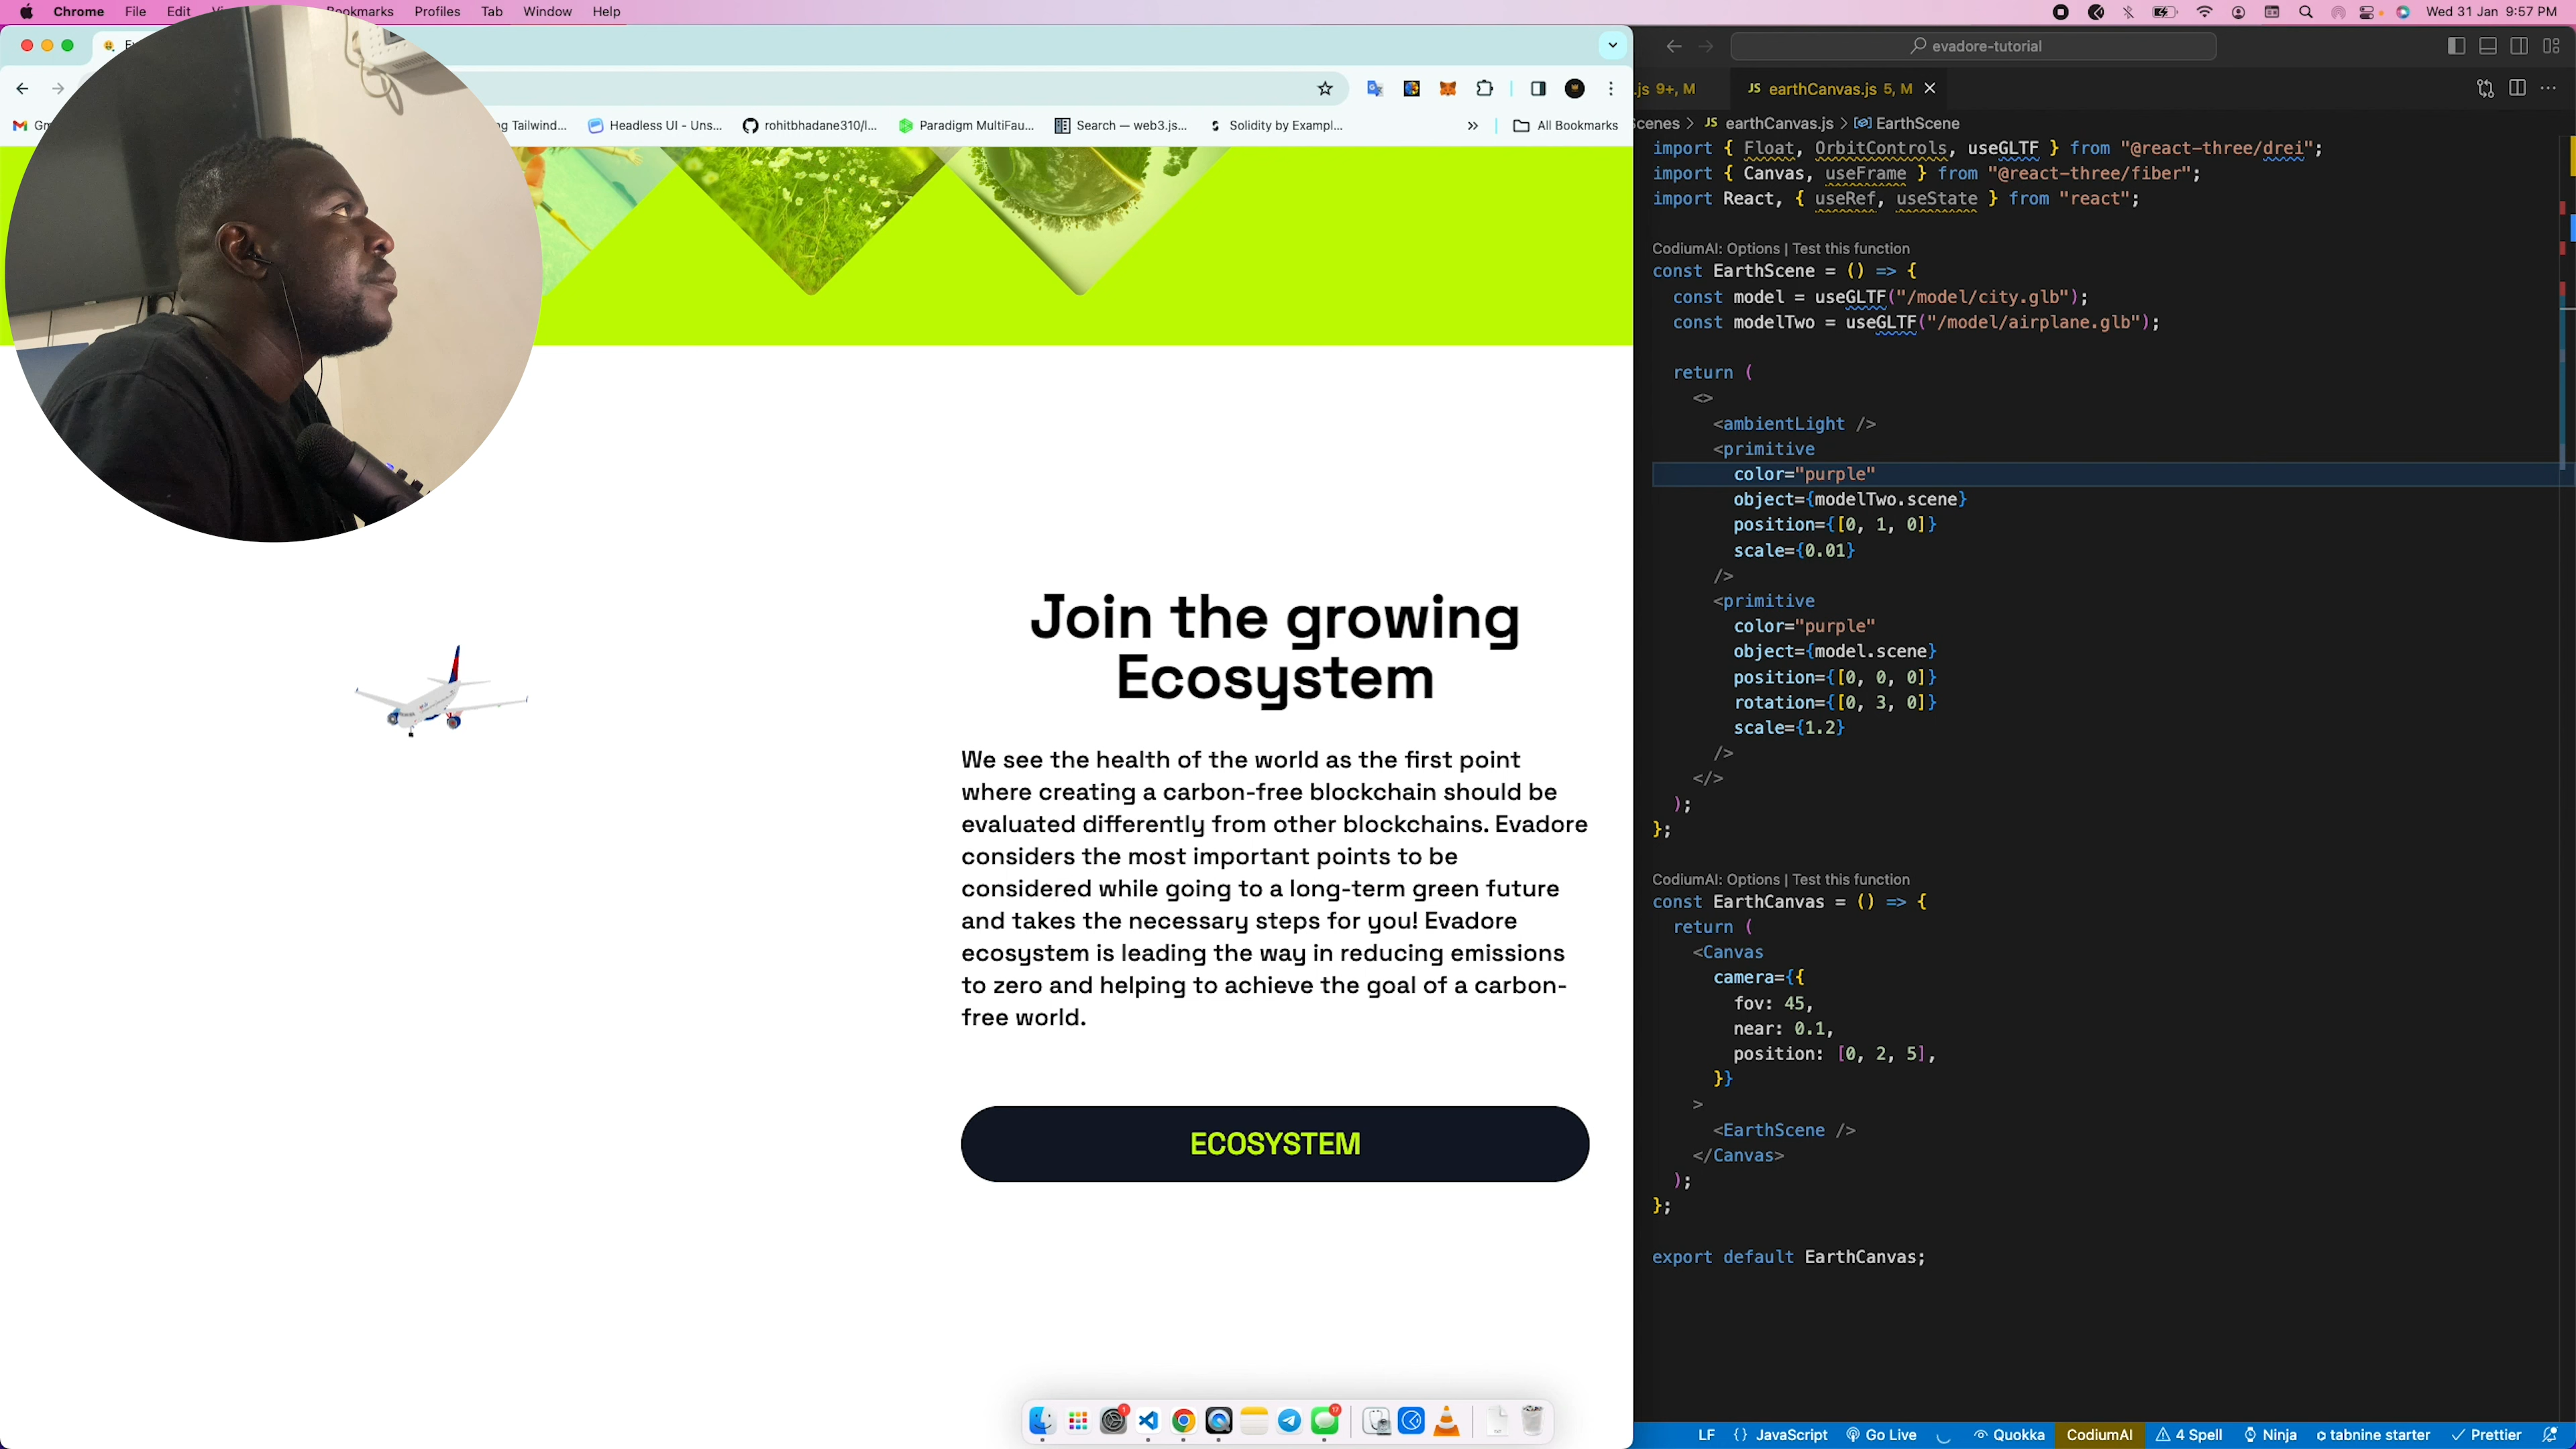 Chrome File Edit Bookmarks Profiles Tab Window Help
Wed 31 Jan 9:57 PM
ng Tailwind... Headless UI - Uns... rohitbhadane310/l... Paradigm MultiFau... Search — web3.js... Solidity by Exampl... » All Bookmarks
Join the growing
Ecosystem
We see the health of the world as the first point
where creating a carbon-free blockchain should be
evaluated differently from other blockchains. Evadore
considers the most important points to be
considered while going to a long-term green future
and takes the necessary steps for you! Evadore
ecosystem is leading the way in reducing emissions
to zero and helping to achieve the goal of a carbon-
free world.
ECOSYSTEM
1
17
evadore-tutorial
.js 9+, M JS earthCanvas.js 5, M
cenes > JS earthCanvas.js > EarthScene
import { Float, OrbitControls, useGLTF } from "@react-three/drei";
import { Canvas, useFrame } from "@react-three/fiber";
import React, { useRef, useState } from "react";
CodiumAI: Options | Test this function
const EarthScene = () => {
const model = useGLTF("/model/city.glb");
const modelTwo = useGLTF("/model/airplane.glb");
return (
<>
<ambientLight />
<primitive
color="purple"
object={modelTwo.scene}
position={[0, 1, 0]}
scale={0.01}
/>
<primitive
color="purple"
object={model.scene}
position={[0, 0, 0]}
rotation={[0, 3, 0]}
scale={1.2}
/>
</>
);
};
CodiumAI: Options | Test this function
const EarthCanvas = () => {
return (
<Canvas
camera={{
fov: 45,
near: 0.1,
position: [0, 2, 5],
}}
>
<EarthScene />
</Canvas>
);
};
export default EarthCanvas;
LF {} JavaScript Go Live Quokka CodiumAI 4 Spell Ninja tabnine starter Prettier